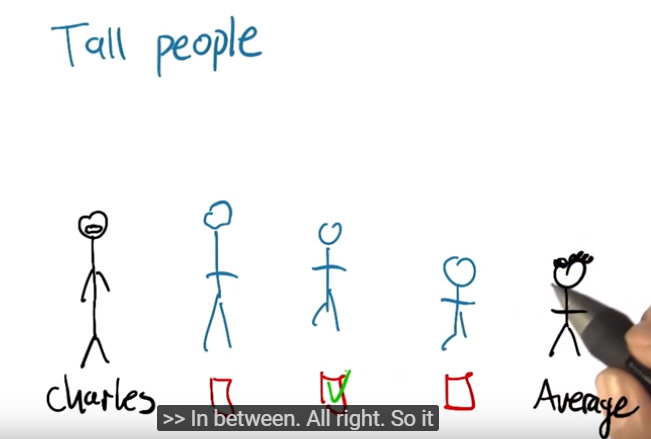 Tall people
Charles
Average
>> In between. All right. So it